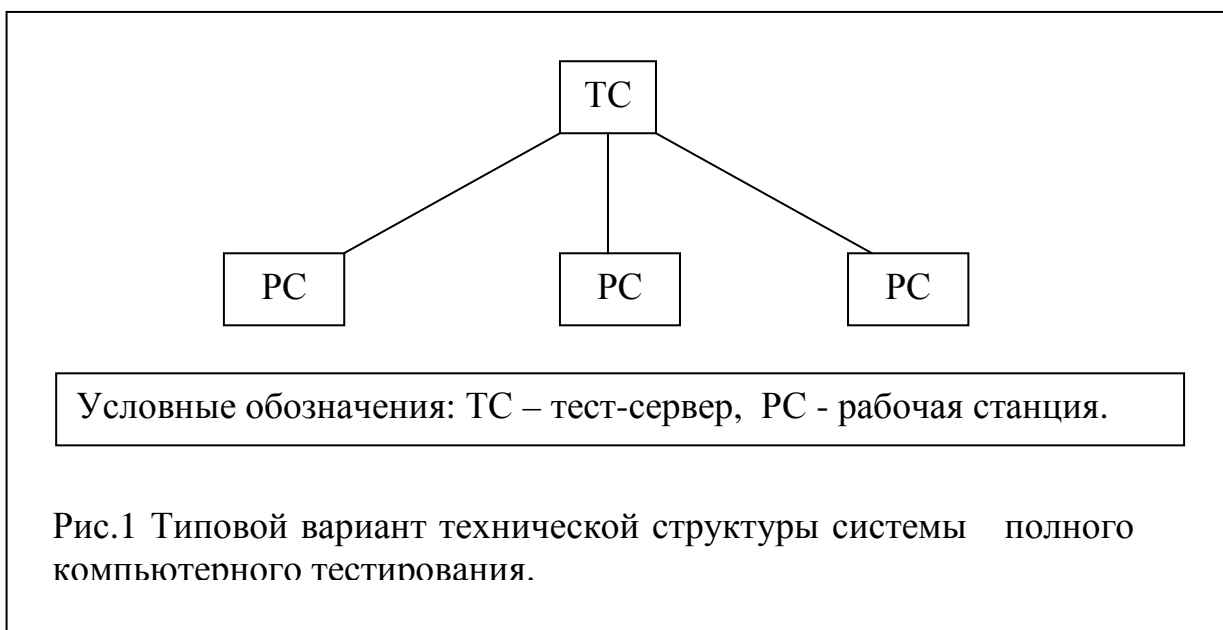 ТС
РС РС РС
Условные обозначения: ТС – тест-сервер, РС - рабочая станция.
Рис.1 Типовой вариант технической структуры системы полного
компьютерного тестирования.